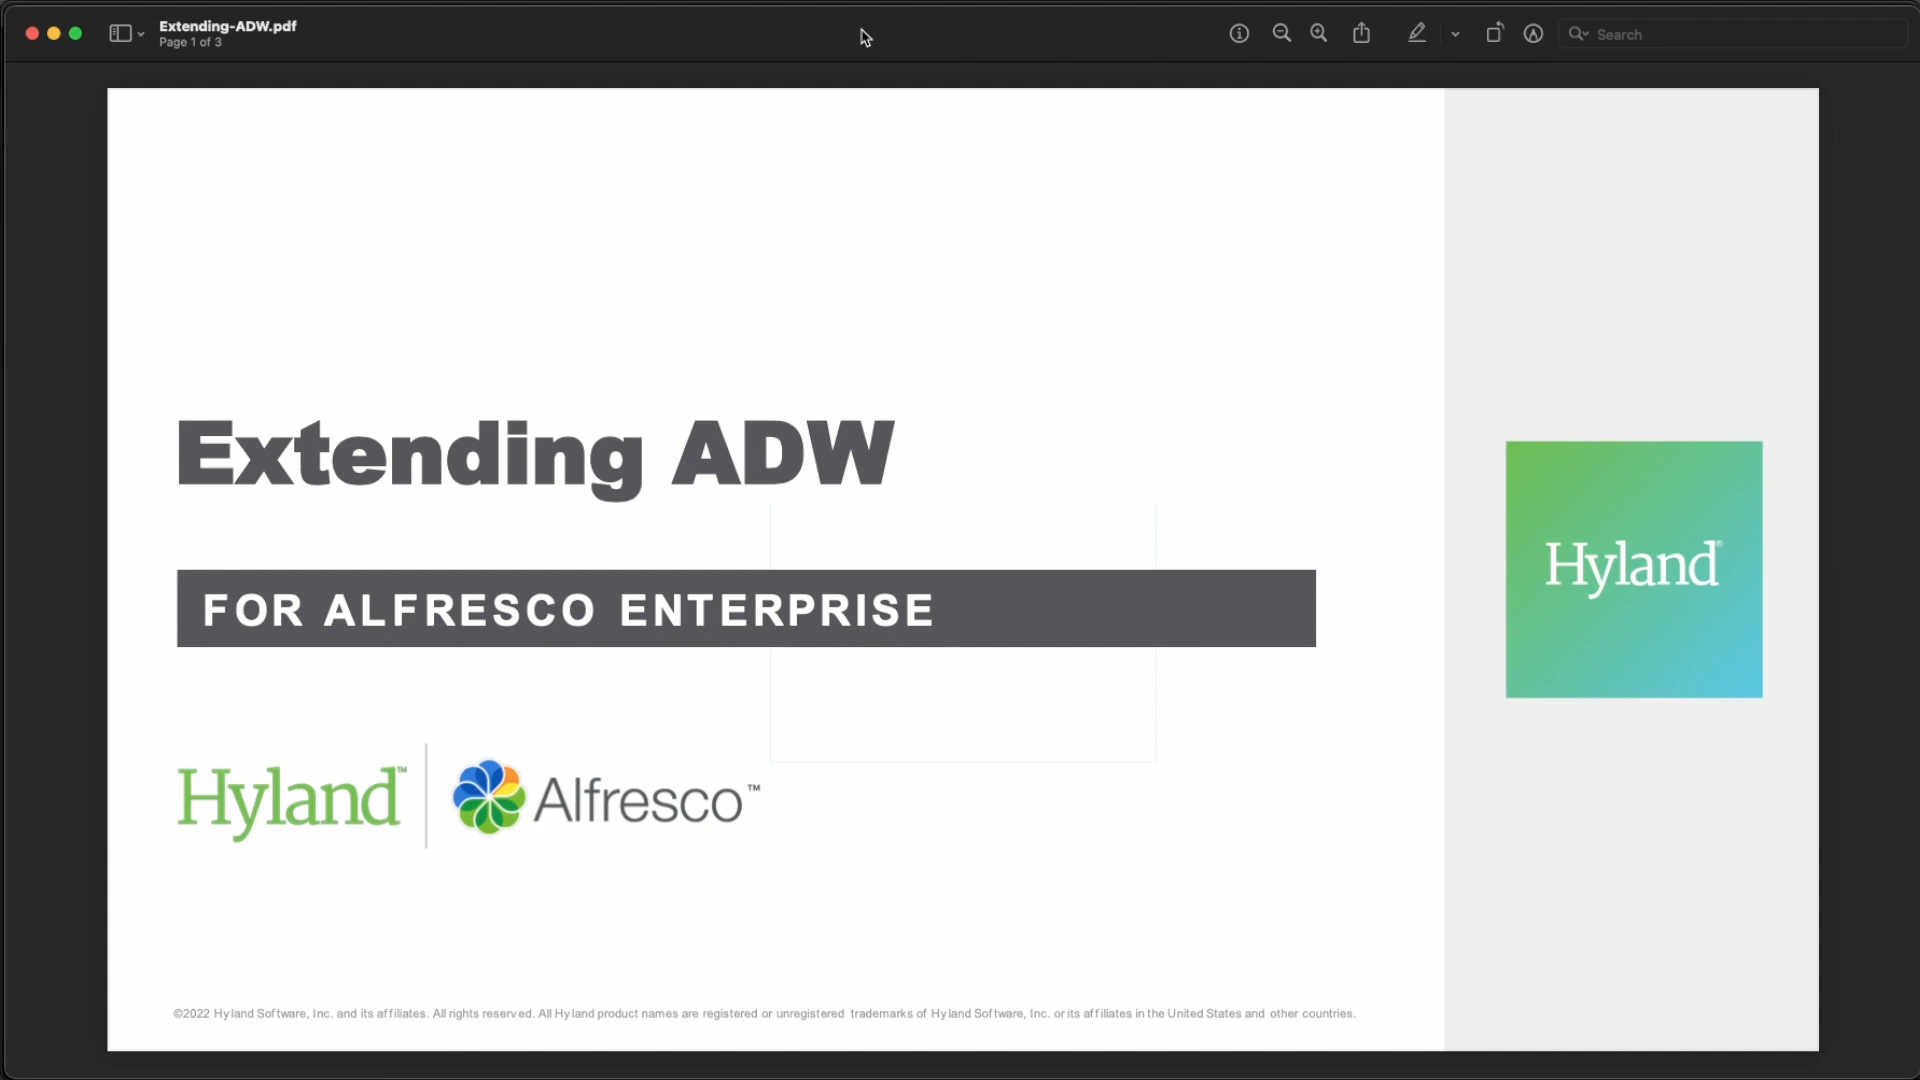 Extending-ADW.pdf
Page 1 of 3
Search
Extending ADW
FOR ALFRESCO ENTERPRISE
Hyland®
Hyland™ Alfresco™
©2022 Hyland Software, Inc. and its affiliates. All rights reserved. All Hyland product names are registered or unregistered trademarks of Hyland Software, Inc. or its affiliates in the United States and other countries.